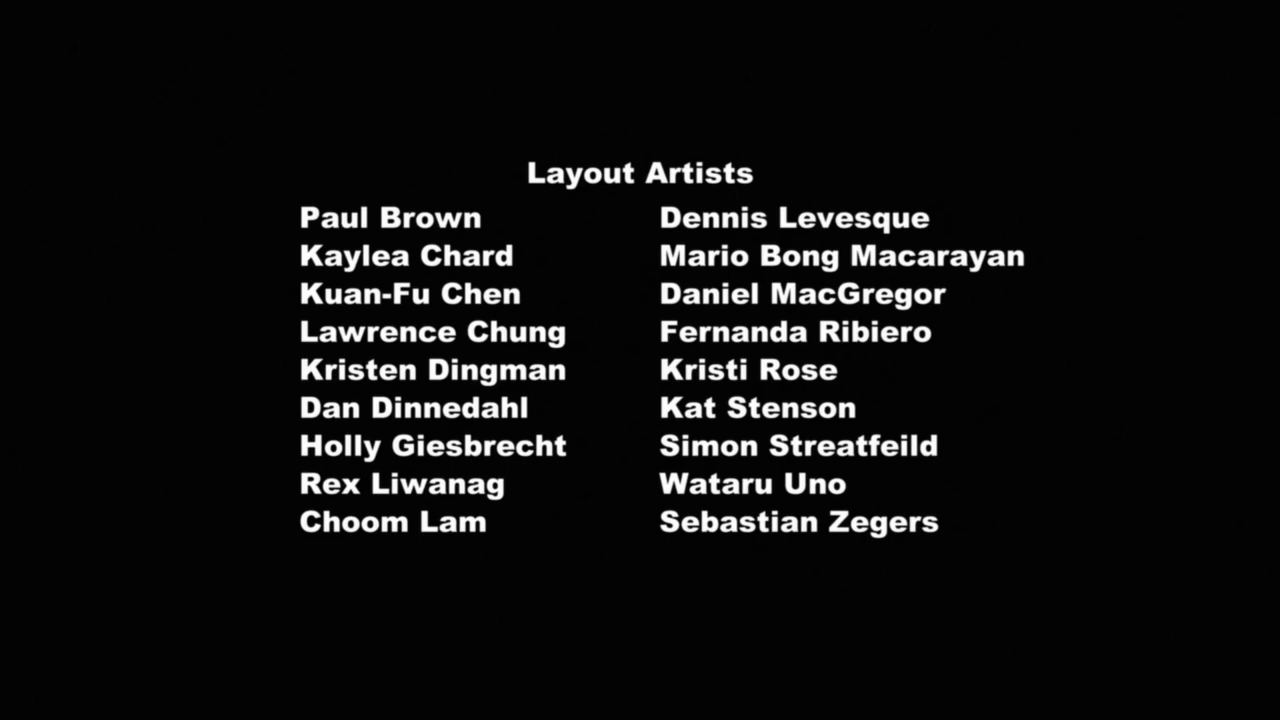 Layout Artists
Paul Brown
Kaylea Chard
Kuan-Fu Chen
Lawrence Chung
Kristen Dingman
Dan Dinnedahl
Holly Giesbrecht
Rex Liwanag
Choom Lam
Dennis Levesque
Mario Bong Macarayan
Daniel MacGregor
Fernanda Ribiero
Kristi Rose
Kat Stenson
Simon Streatfeild
Wataru Uno
Sebastian Zegers